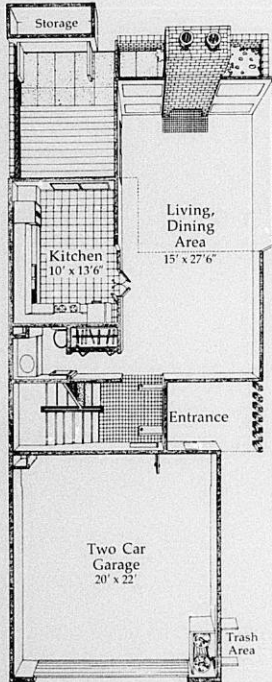 Storage
Living,
Dining
Area
15' x 27'6"
Kitchen
10' x 13'6"
Entrance
Two Car
Garage
20' x 22'
Trash
Area